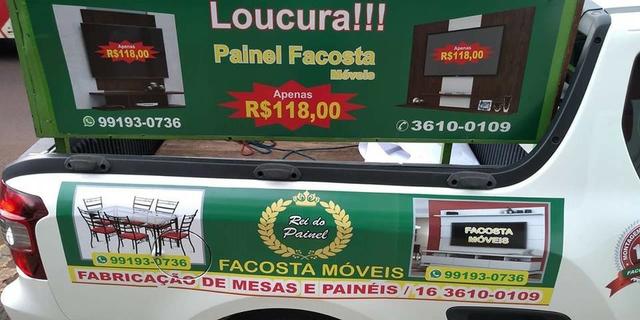 Loucura!!!
Apenas
R$118,00
Painel Facosta
Móveis
Apenas
R$118,00
Apenas
R$118,00
99193-0736
3610-0109
Rei do
Painel
FACOSTA
MÓVEIS
99193-0736
FACOSTA MÓVEIS
99193-0736
FABRICAÇÃO DE MESAS E PAINÉIS / 16 3610-0109